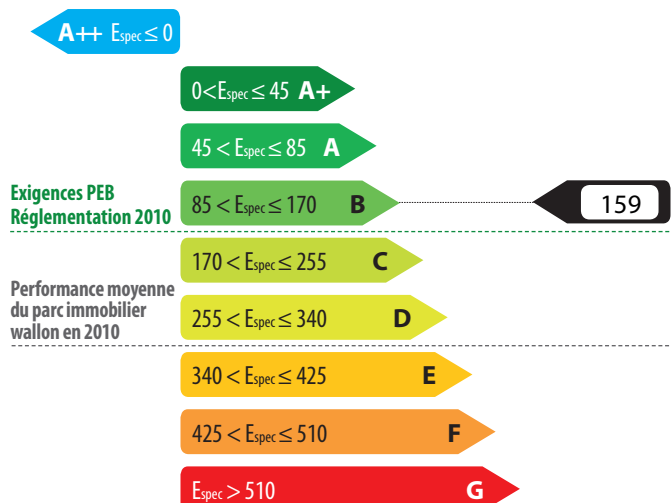 A++ Espec ≤ 0
0<Espec ≤ 45 A+
45 < Espec ≤ 85 A
Exigences PEB
Réglementation 2010
85 < Espec ≤ 170 B
159
170 < Espec ≤ 255 C
Performance moyenne
du parc immobilier
wallon en 2010
255 < Espec ≤ 340 D
340 < Espec ≤ 425 E
425 < Espec ≤ 510 F
Espec > 510 G